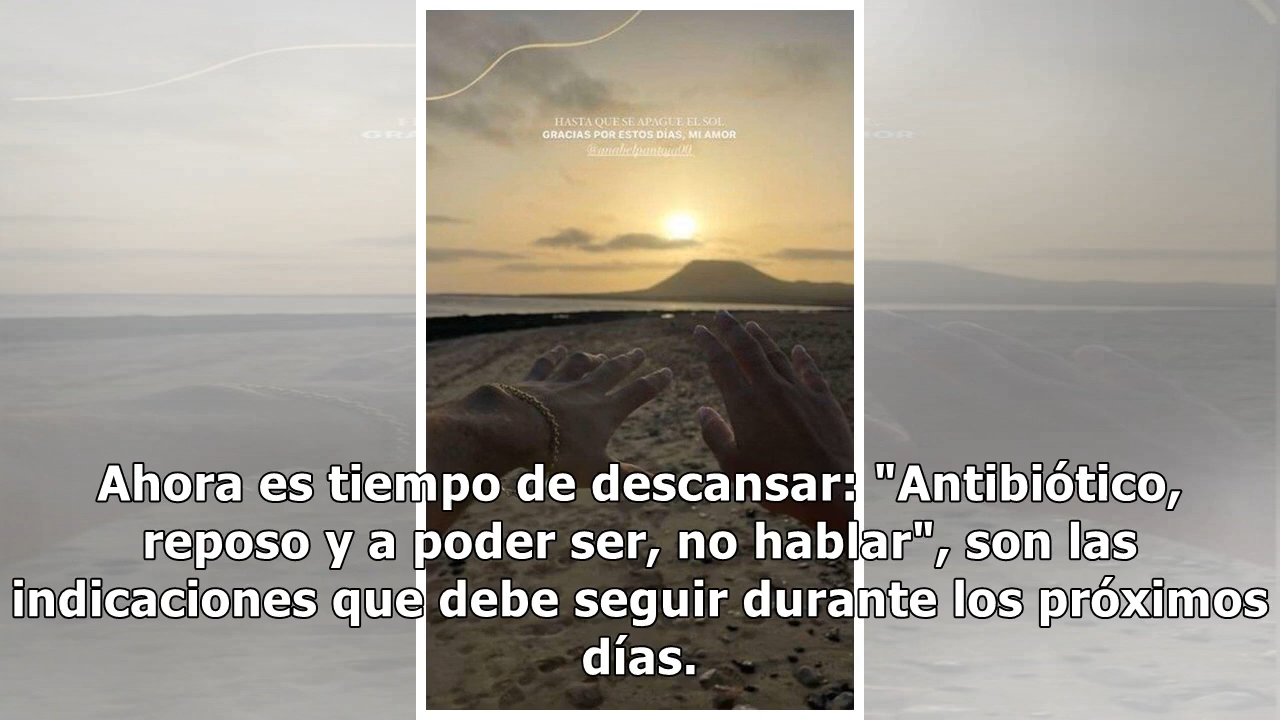 HASTA QUE SE APAGUE EL SOL
GRACIAS POR ESTOS DÍAS, MI AMOR
@anabelpantoja00
Ahora es tiempo de descansar: "Antibiótico,
reposo y a poder ser, no hablar", son las
indicaciones que debe seguir durante los próximos
días.